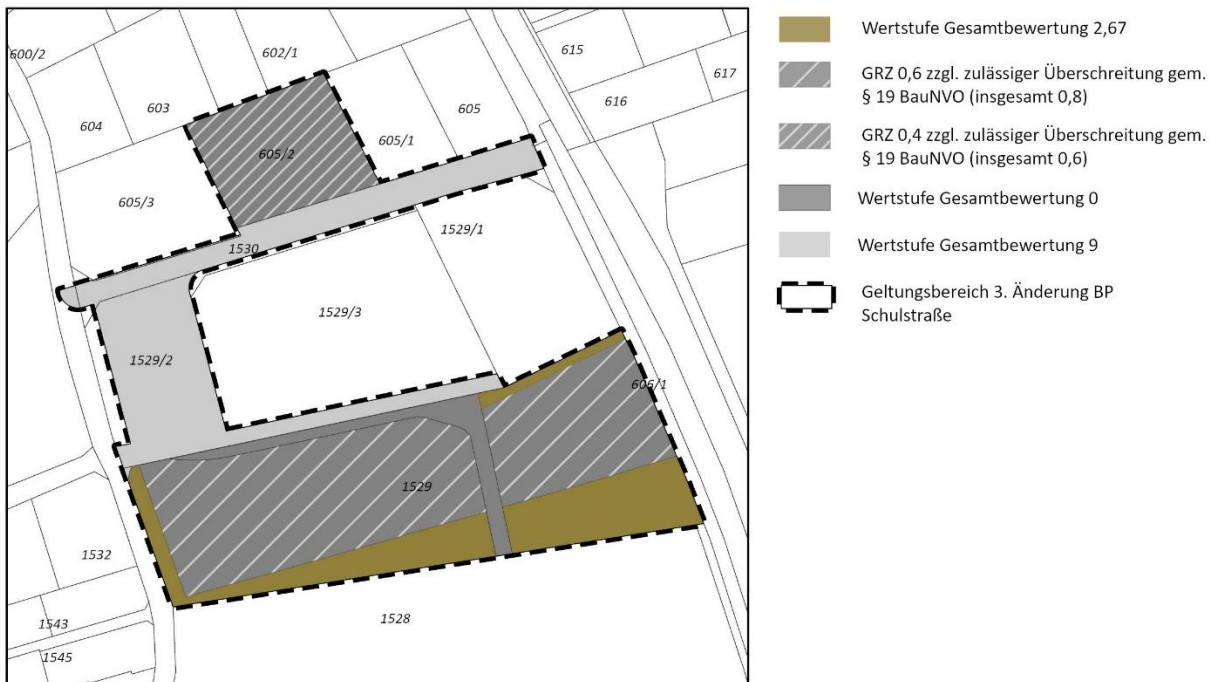 600/2
602/1
603
604
605
605/1
605/2
605/3
615
616
617
1530
1529/1
1529/3
1529/2
606/1
1529
1532
1528
1543
1545
Wertstufe Gesamtbewertung 2,67
GRZ 0,6 zzgl. zulässiger Überschreitung gem.
§ 19 BauNVO (insgesamt 0,8)
GRZ 0,4 zzgl. zulässiger Überschreitung gem.
§ 19 BauNVO (insgesamt 0,6)
Wertstufe Gesamtbewertung 0
Wertstufe Gesamtbewertung 9
Geltungsbereich 3. Änderung BP
Schulstraße